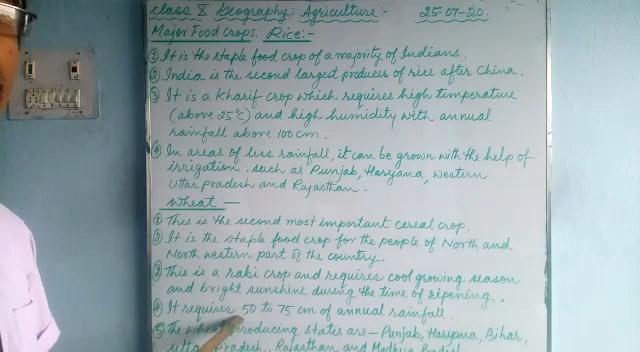 Class X Geography: Agriculture:- 25-07-20.
Major Food Crops: Rice:-
① It is the staple food crop of a majority of Indians.
② India is the second largest producer of rice after China.
③ It is a Kharif crop which requires high temperature
(above 25°c) and high humidity with annual
rainfall above 100 cm.
④ In areas of less rainfall, it can be grown with the help of
irrigation. such as Punjab, Haryana, western
Uttar pradesh and Rajasthan.
Wheat :—
① This is the second most important cereal crop.
② It is the staple food crop for the people of North and
North western part of the country.
③ This is a rabi crop and requires cool growing season
and bright sunshine during the time of ripening.
④ It requires 50 to 75 cm of annual rainfall.
⑤ The wheat producing states are – Punjab, Haryana, Bihar,
Uttar Pradesh, Rajasthan and Madhya Pradesh